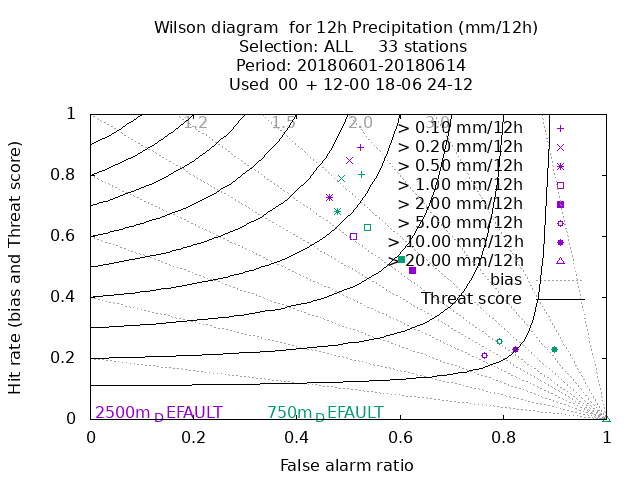 Wilson diagram  for 12h Precipitation (mm/12h)
Selection: ALL     33 stations
Period: 20180601-20180614
Used  00  + 12-00 18-06 24-12
Hit rate (bias and Threat score)
1
0.8
0.6
0.4
0.2
0
1.2
1.5
2.0
3.0
> 0.10 mm/12h
> 0.20 mm/12h
> 0.50 mm/12h
> 1.00 mm/12h
> 2.00 mm/12h
> 5.00 mm/12h
> 10.00 mm/12h
> 20.00 mm/12h
bias
Threat score
2500m_DEFAULT
750m_DEFAULT
0 0.2 0.4 0.6 0.8 1
False alarm ratio